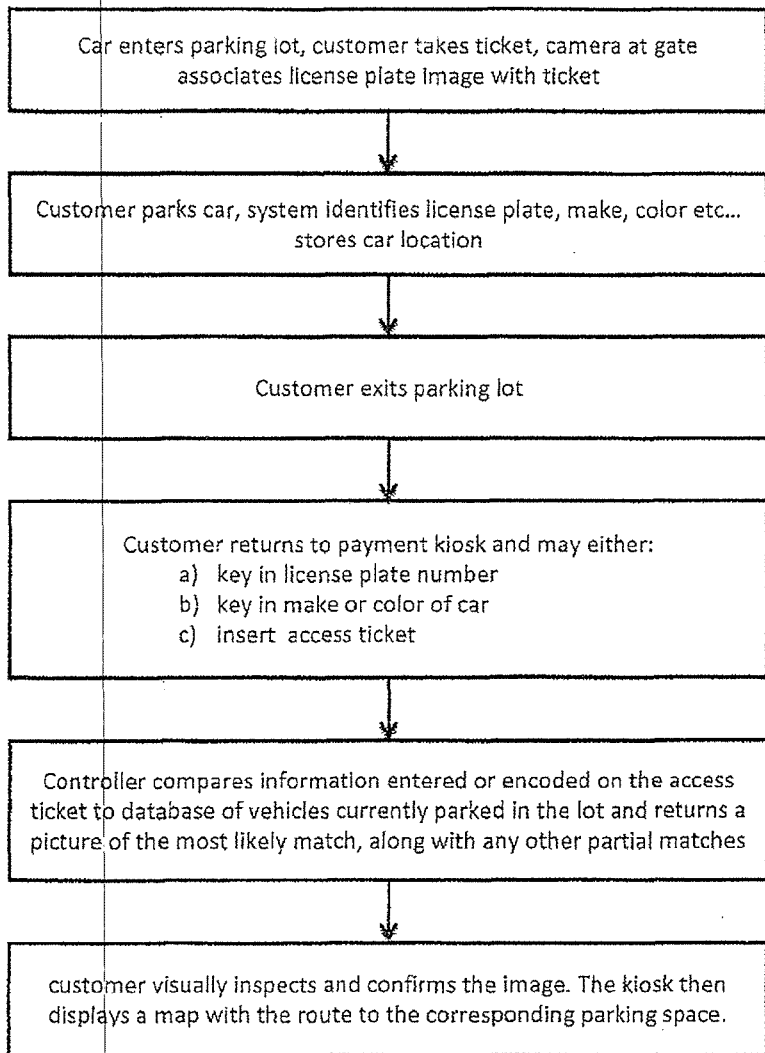 Car enters parking lot, customer takes ticket, camera at gate
associates license plate image with ticket
Customer parks car, system identifies license plate, make, color etc...
stores car location
Customer exits parking lot
Customer returns to payment kiosk and may either:
a) key in license plate number
b) key in make or color of car
c) insert access ticket
Controller compares information entered or encoded on the access
ticket to database of vehicles currently parked in the lot and returns a
picture of the most likely match, along with any other partial matches
customer visually inspects and confirms the image. The kiosk then
displays a map with the route to the corresponding parking space.